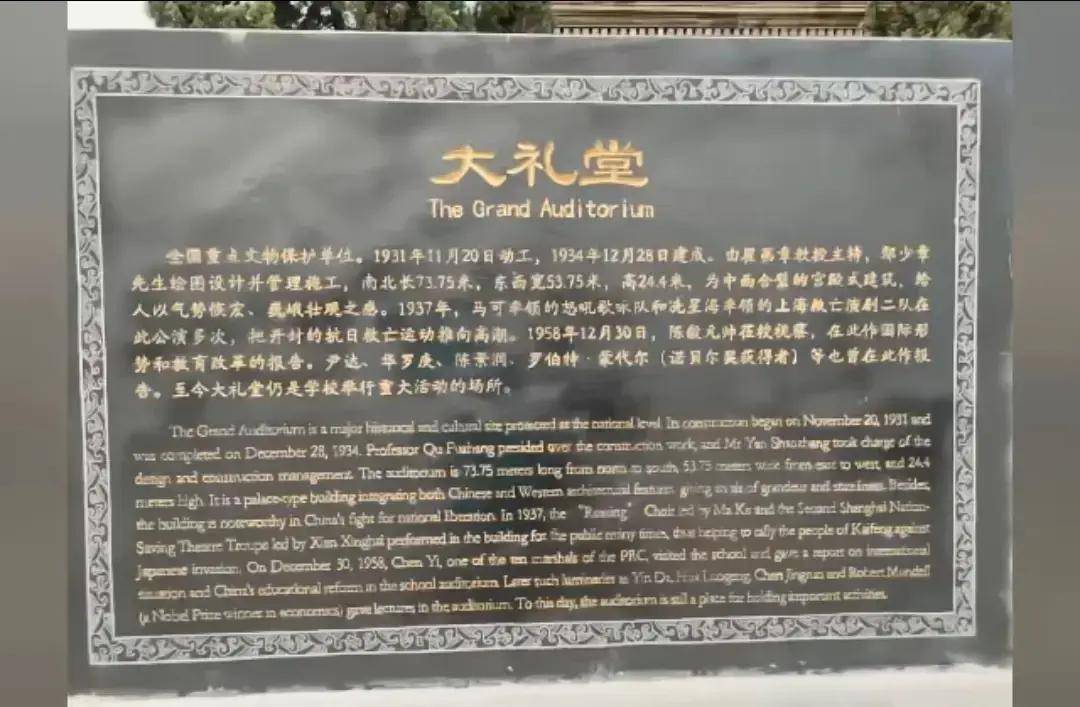 大礼堂
The Grand Auditorium
全国重点文物保护单位。1931年11月20日动工，1934年12月28日建成。由 教授主持， 少章
先生绘图设计并管理施工，南北长73.75米，东西宽53.75米，高24.4米，为中西合 的宫殿式建筑，给
人以气势恢宏、巍峨壮观之感。1937年，马可率领的怒吼歌咏队和冼星海率领的上海救亡演剧二队在
此公演多次，把开封的抗日救亡运动推向高潮。1958年12月30日，陈毅元帅莅校视察，在此作国际形
势和教育改革的报告。尹达、华罗庚、陈景润、罗伯特·蒙代尔（诺贝尔奖获得者）等也曾在此作报
告。至今大礼堂仍是学校举行重大活动的场所。
The Grand Auditorium is a major historical and cultural site protected at the national level. Its construction began on November 20, 1931 and
was completed on December 28, 1934. Professor Qu presided over the construction work, and Mr Yan Shaozhang took charge of the
design and construction management. The auditorium is 73.75 meters long from north to south, 53.75 meters wide from east to west, and 24.4
meters high. It is a palace-type building integrating both Chinese and Western architectural features, giving an air of grandeur and stateliness. Besides,
the building is noteworthy in China's fight for national liberation. In 1937, the "Roaring" Choir led by Ma Ke and the Second Shanghai Nation-
Saving Theatre Troupe led by Xian Xinghai performed in the building for the public many times, thus helping to rally the people of Kaifeng against
Japanese invasion. On December 30, 1958, Chen Yi, one of the ten marshals of the PRC, visited the school and gave a report on international
situation and China's educational reform in the school auditorium. Later such luminaries as Yin Da, Hua Luogeng, Chen Jingrun and Robert Mundell
(a Nobel Prize winner in economics) gave lectures in the auditorium. To this day, the auditorium is still a place for holding important activities.